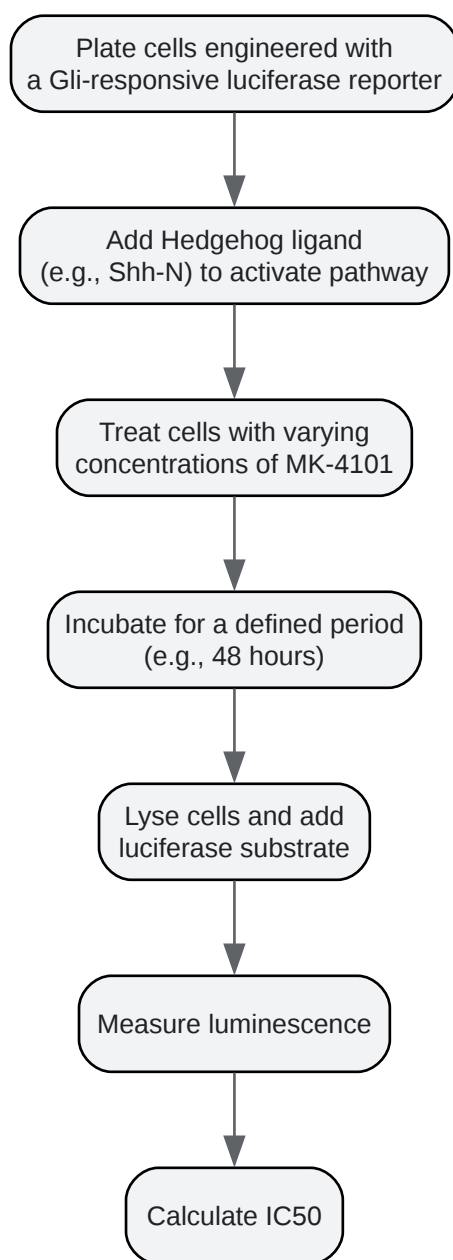 Plate cells engineered with
a Gli-responsive luciferase reporter
Add Hedgehog ligand
(e.g., Shh-N) to activate pathway
Treat cells with varying
concentrations of MK-4101
Incubate for a defined period
(e.g., 48 hours)
Lyse cells and add
luciferase substrate
Measure luminescence
Calculate IC50